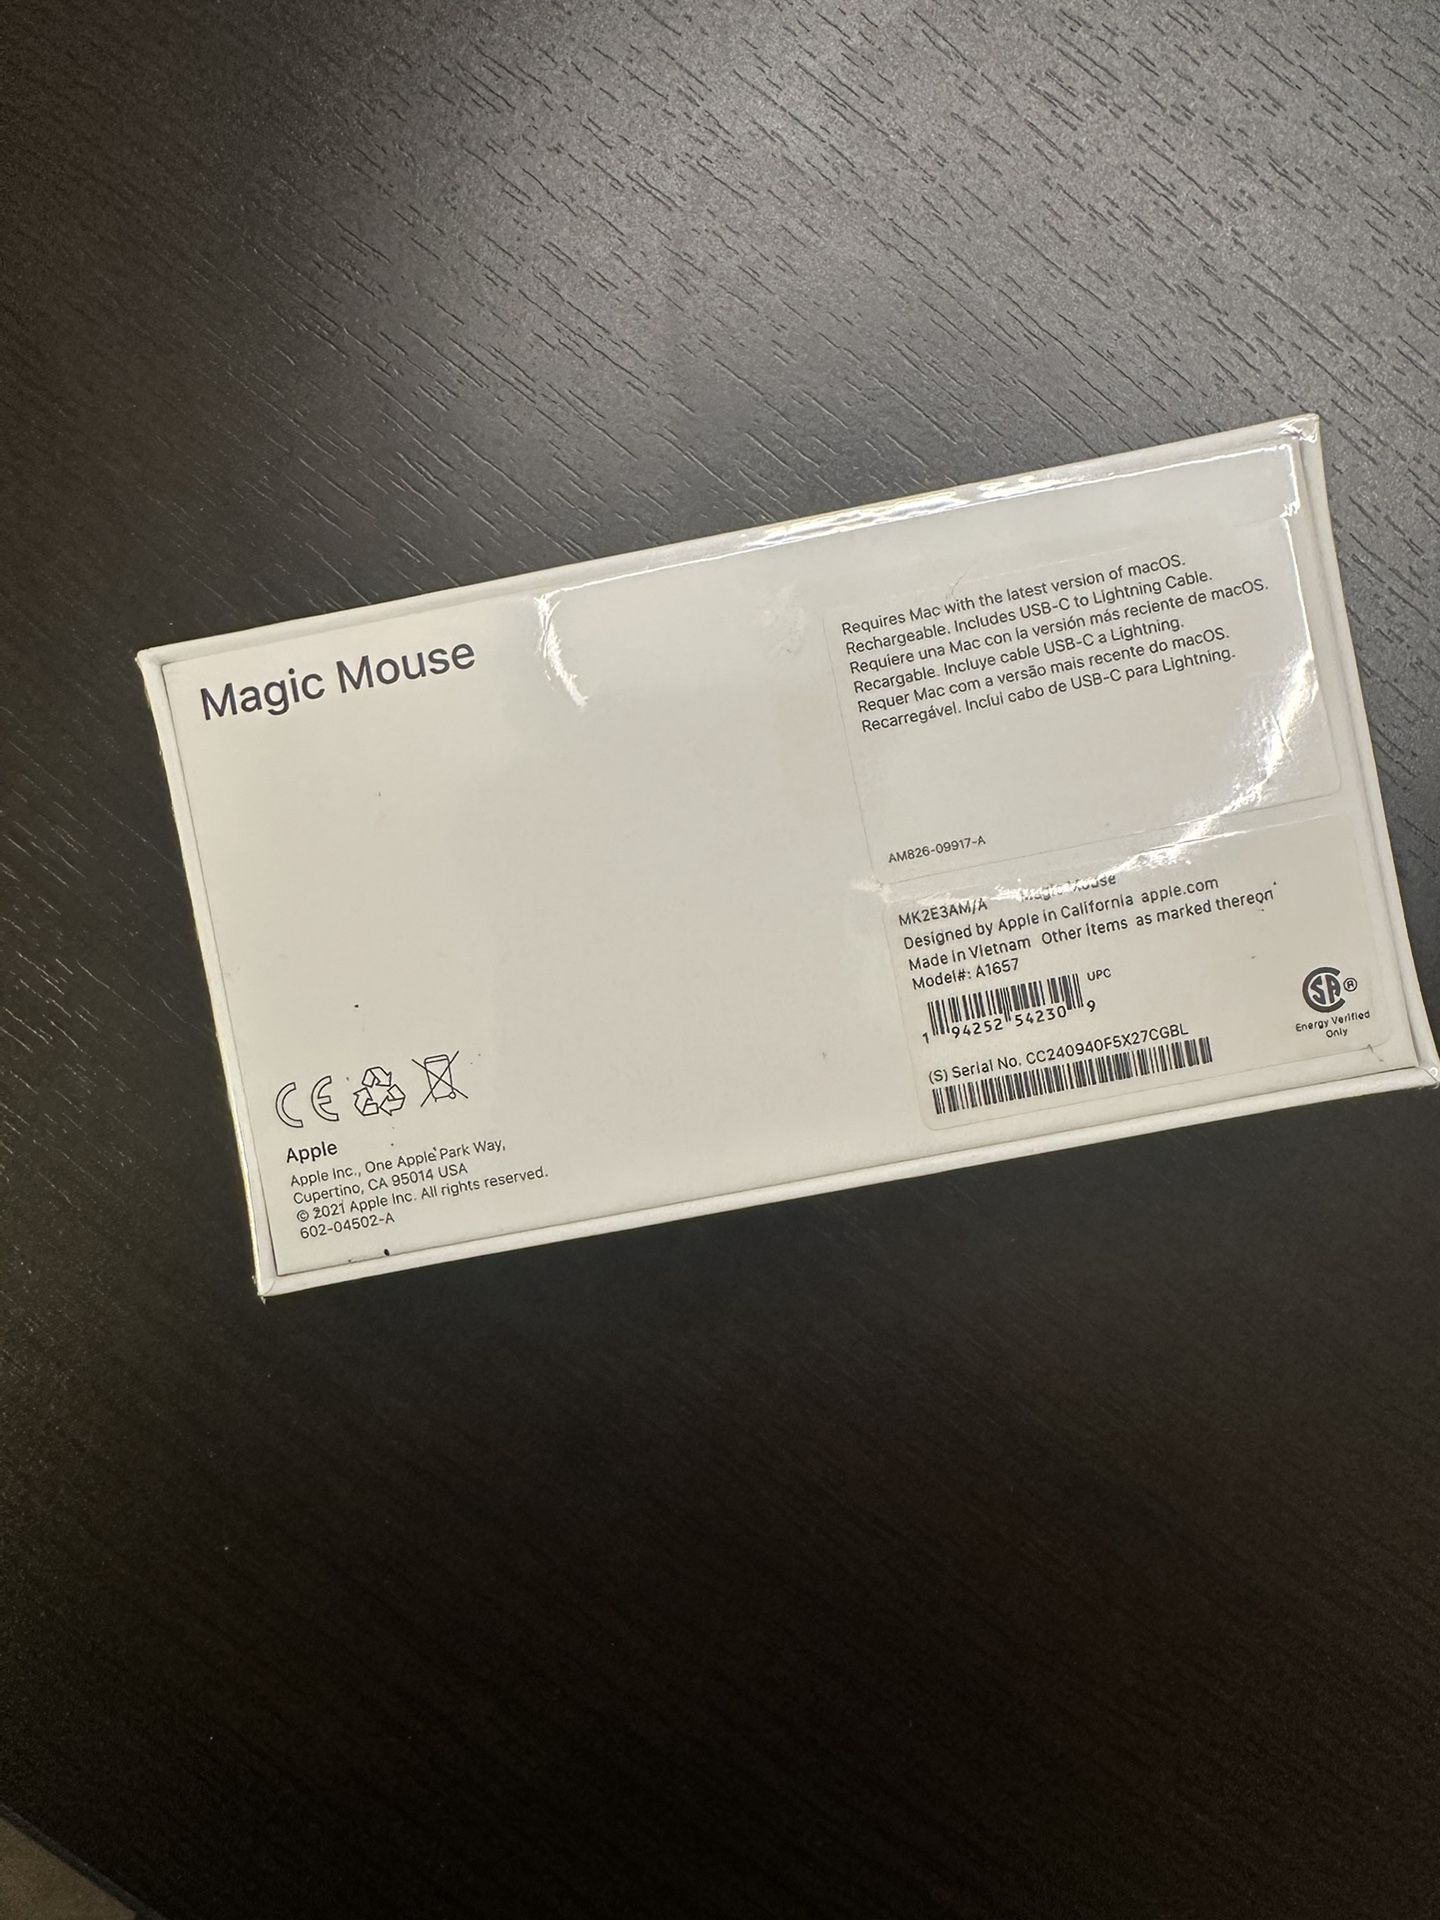 Magic Mouse
Requires Mac with the latest version of macOS.
Rechargeable. Includes USB-C to Lightning Cable.
Requiere una Mac con la versión más reciente de macOS.
Recargable. Incluye cable USB-C a Lightning.
Requer Mac com a versão mais recente do macOS.
Recarregável. Inclui cabo de USB-C para Lightning.
AM826-09917-A
MK2E3AM/A Magic Mouse
Designed by Apple in California apple.com
Made in Vietnam Other items as marked thereon
Model#: A1657
UPC
1 94252 54230 9
(S) Serial No. CC240940F5X27CGBL
SA®
Energy Verified
Only
CE
Apple
Apple Inc., One Apple Park Way,
Cupertino, CA 95014 USA
© 2021 Apple Inc. All rights reserved.
602-04502-A